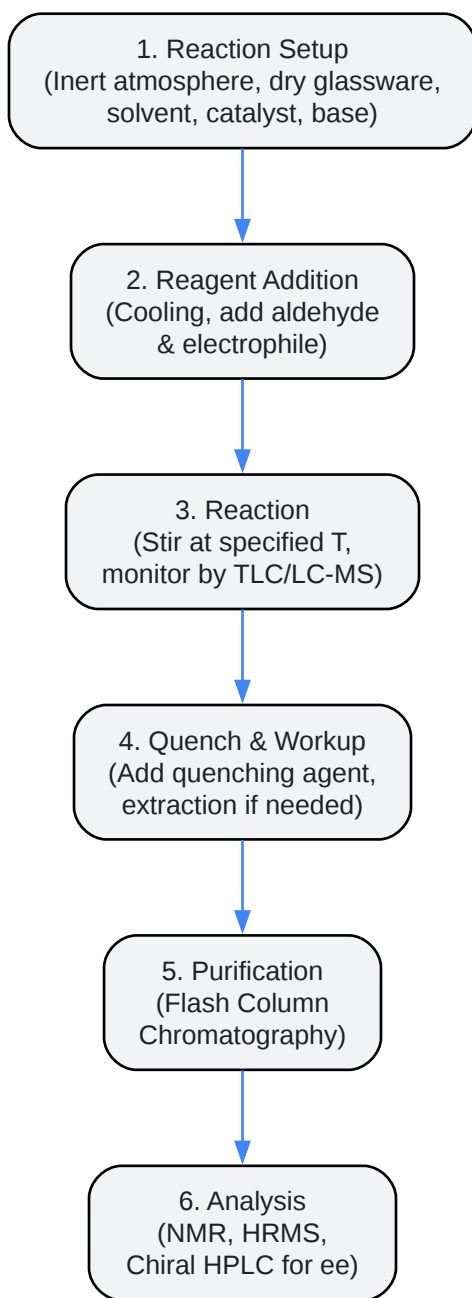 1. Reaction Setup
(Inert atmosphere, dry glassware,
solvent, catalyst, base)
2. Reagent Addition
(Cooling, add aldehyde
& electrophile)
3. Reaction
(Stir at specified T,
monitor by TLC/LC-MS)
4. Quench & Workup
(Add quenching agent,
extraction if needed)
5. Purification
(Flash Column
Chromatography)
6. Analysis
(NMR, HRMS,
Chiral HPLC for ee)